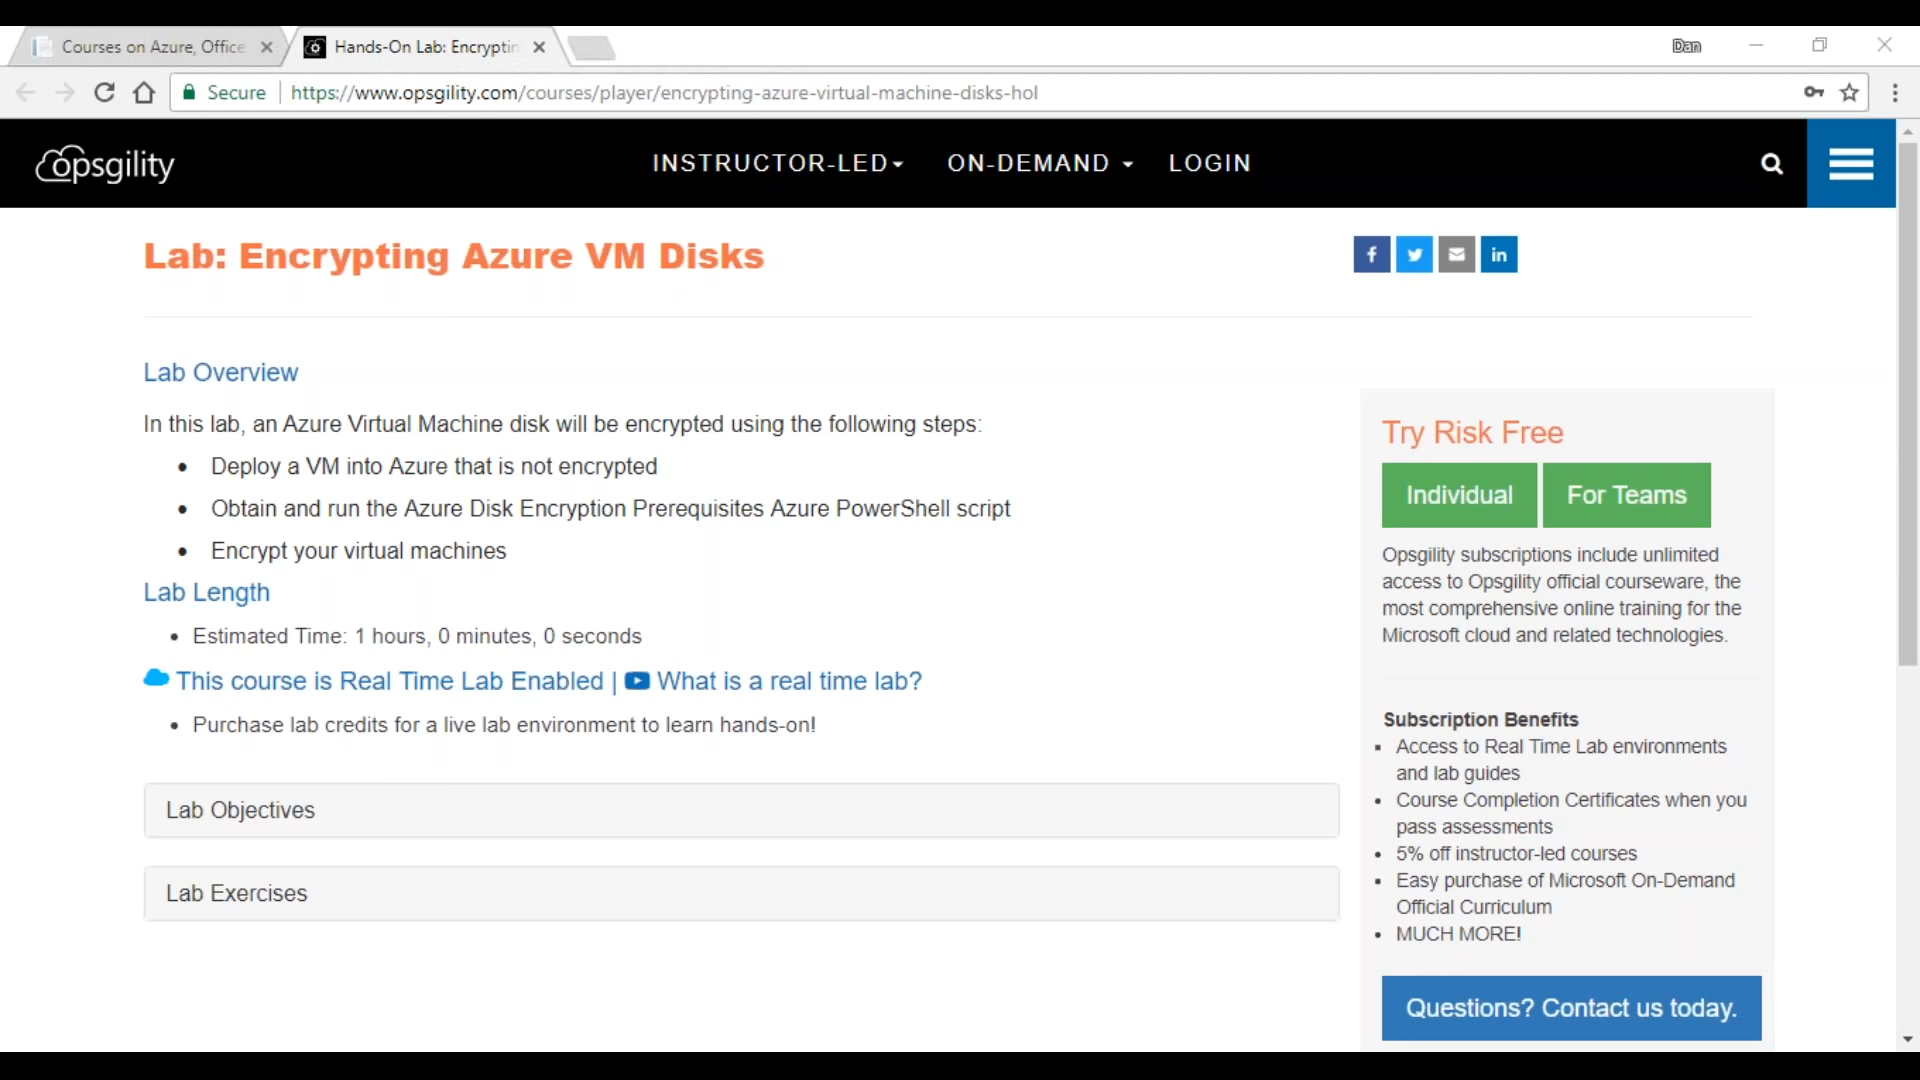 Courses on Azure, Office
Hands-On Lab: Encryptin
Dan
Secure
https://www.opsgility.com/courses/player/encrypting-azure-virtual-machine-disks-hol
opsgility
INSTRUCTOR-LED
ON-DEMAND
LOGIN
Lab: Encrypting Azure VM Disks
Lab Overview
In this lab, an Azure Virtual Machine disk will be encrypted using the following steps:
• Deploy a VM into Azure that is not encrypted
• Obtain and run the Azure Disk Encryption Prerequisites Azure PowerShell script
• Encrypt your virtual machines
Lab Length
• Estimated Time: 1 hours, 0 minutes, 0 seconds
This course is Real Time Lab Enabled | What is a real time lab?
• Purchase lab credits for a live lab environment to learn hands-on!
Lab Objectives
Lab Exercises
Try Risk Free
Individual
For Teams
Opsgility subscriptions include unlimited
access to Opsgility official courseware, the
most comprehensive online training for the
Microsoft cloud and related technologies.
Subscription Benefits
Access to Real Time Lab environments
and lab guides
Course Completion Certificates when you
pass assessments
5% off instructor-led courses
Easy purchase of Microsoft On-Demand
Official Curriculum
MUCH MORE!
Questions? Contact us today.